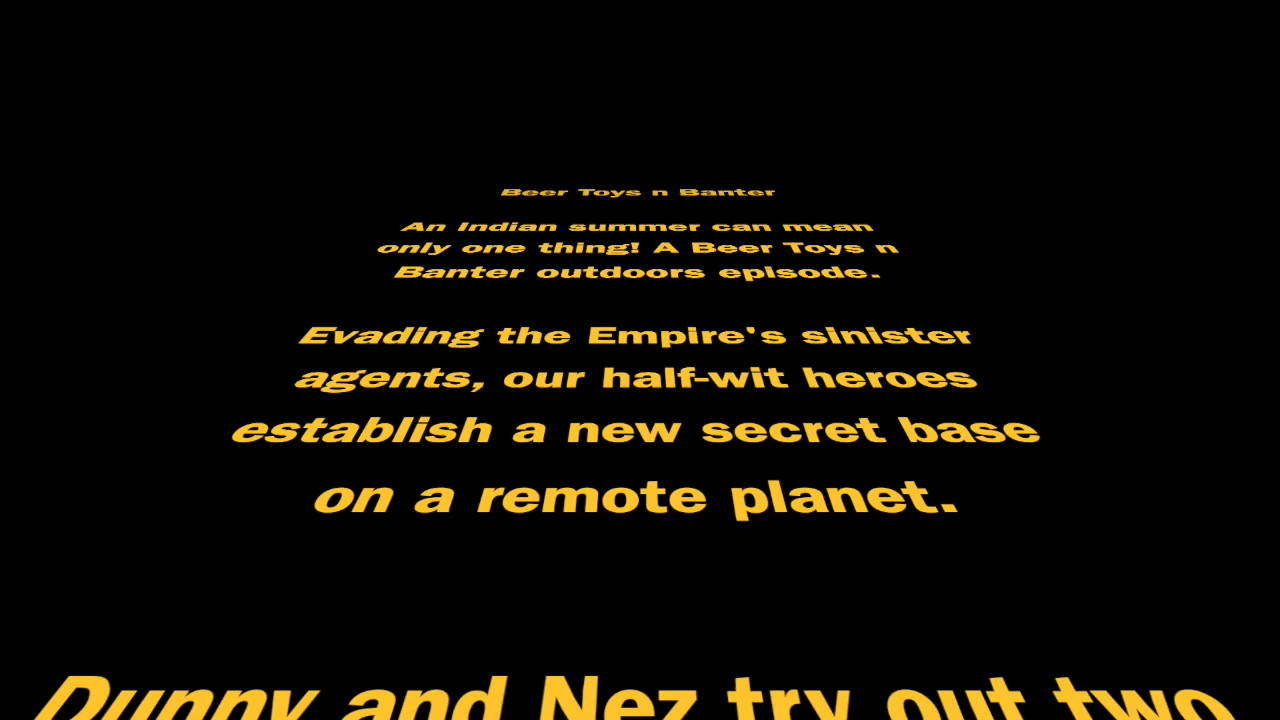 Beer Toys n Banter
An Indian summer can mean
only one thing! A Beer Toys n
Banter outdoors episode.
Evading the Empire's sinister
agents, our half-wit heroes
establish a new secret base
on a remote planet.
Dunny and Nez try out two